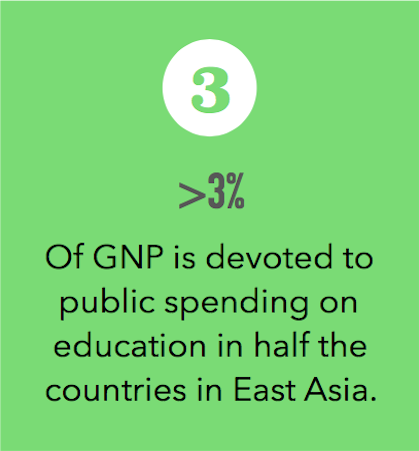 3
>3%
Of GNP is devoted to
public spending on
education in half the
countries in East Asia.